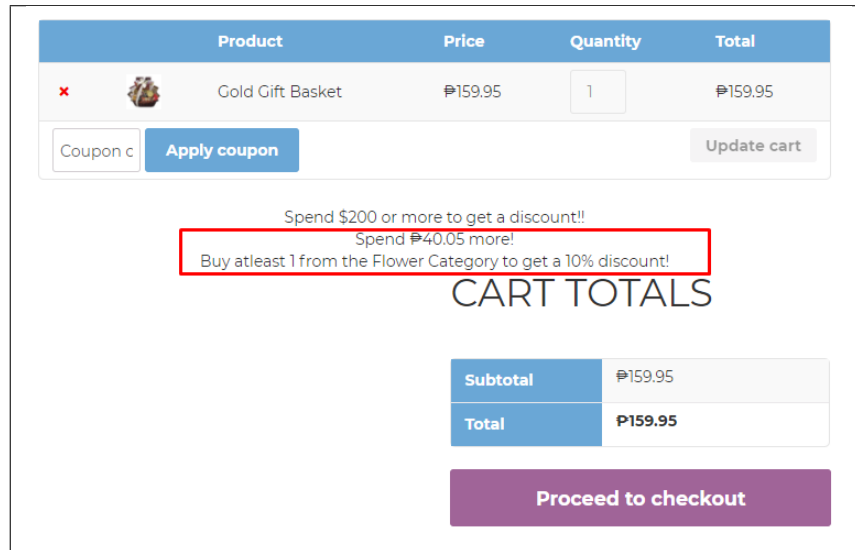 Product Price Quantity Total
× Gold Gift Basket ₱159.95 1 ₱159.95
Coupon c Apply coupon Update cart
Spend $200 or more to get a discount!!
Spend ₱40.05 more!
Buy atleast 1 from the Flower Category to get a 10% discount!
CART TOTALS
Subtotal ₱159.95
Total ₱159.95
Proceed to checkout